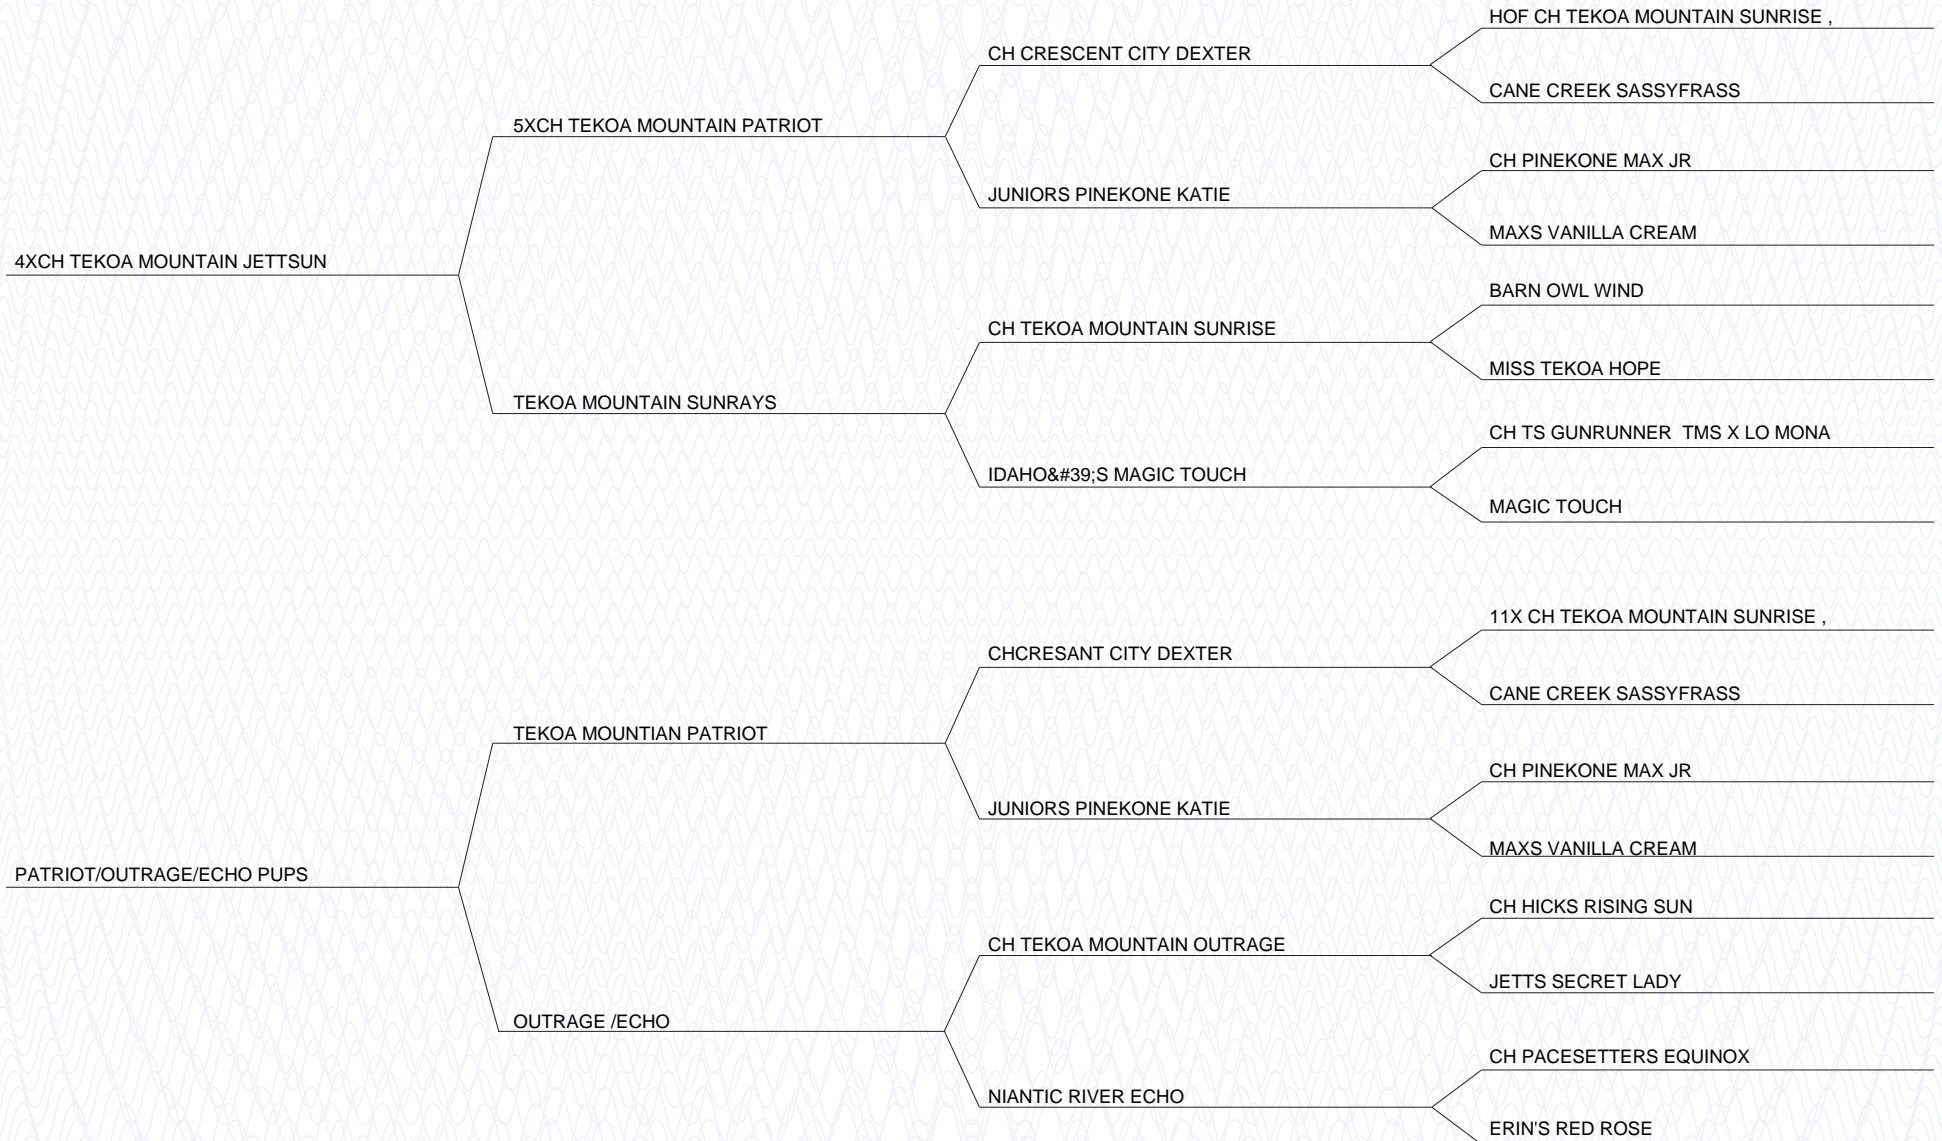 HOF CH TEKOA MOUNTAIN SUNRISE ,
CH CRESCENT CITY DEXTER
CANE CREEK SASSYFRASS
5XCH TEKOA MOUNTAIN PATRIOT
CH PINEKONE MAX JR
JUNIORS PINEKONE KATIE
MAXS VANILLA CREAM
4XCH TEKOA MOUNTAIN JETTSUN
BARN OWL WIND
CH TEKOA MOUNTAIN SUNRISE
MISS TEKOA HOPE
TEKOA MOUNTAIN SUNRAYS
CH TS GUNRUNNER  TMS X LO MONA
IDAHO&#39;S MAGIC TOUCH
MAGIC TOUCH
11X CH TEKOA MOUNTAIN SUNRISE ,
CHCRESANT CITY DEXTER
CANE CREEK SASSYFRASS
TEKOA MOUNTIAN PATRIOT
CH PINEKONE MAX JR
JUNIORS PINEKONE KATIE
MAXS VANILLA CREAM
PATRIOT/OUTRAGE/ECHO PUPS
CH HICKS RISING SUN
CH TEKOA MOUNTAIN OUTRAGE
JETTS SECRET LADY
OUTRAGE /ECHO
CH PACESETTERS EQUINOX
NIANTIC RIVER ECHO
ERIN'S RED ROSE